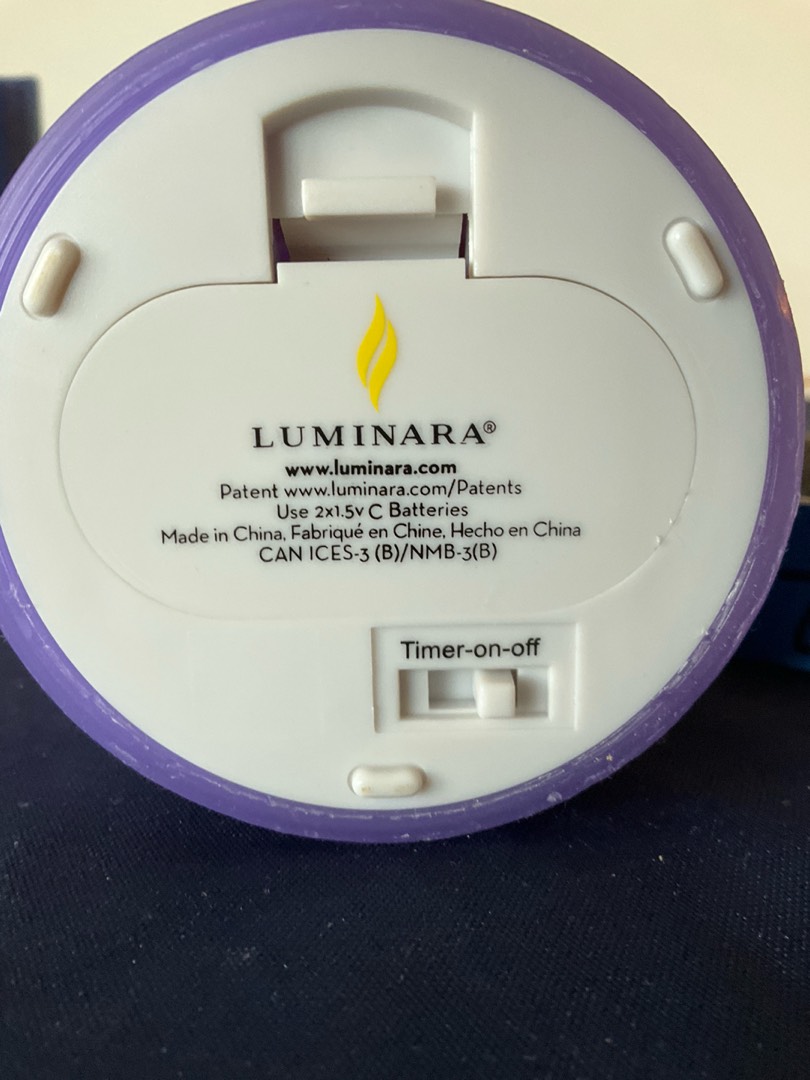 LUMINARA®
www.luminara.com
Patent www.luminara.com/Patents
Use 2x1.5v C Batteries
Made in China, Fabriqué en Chine, Hecho en China
CAN ICES-3 (B)/NMB-3(B)
Timer-on-off